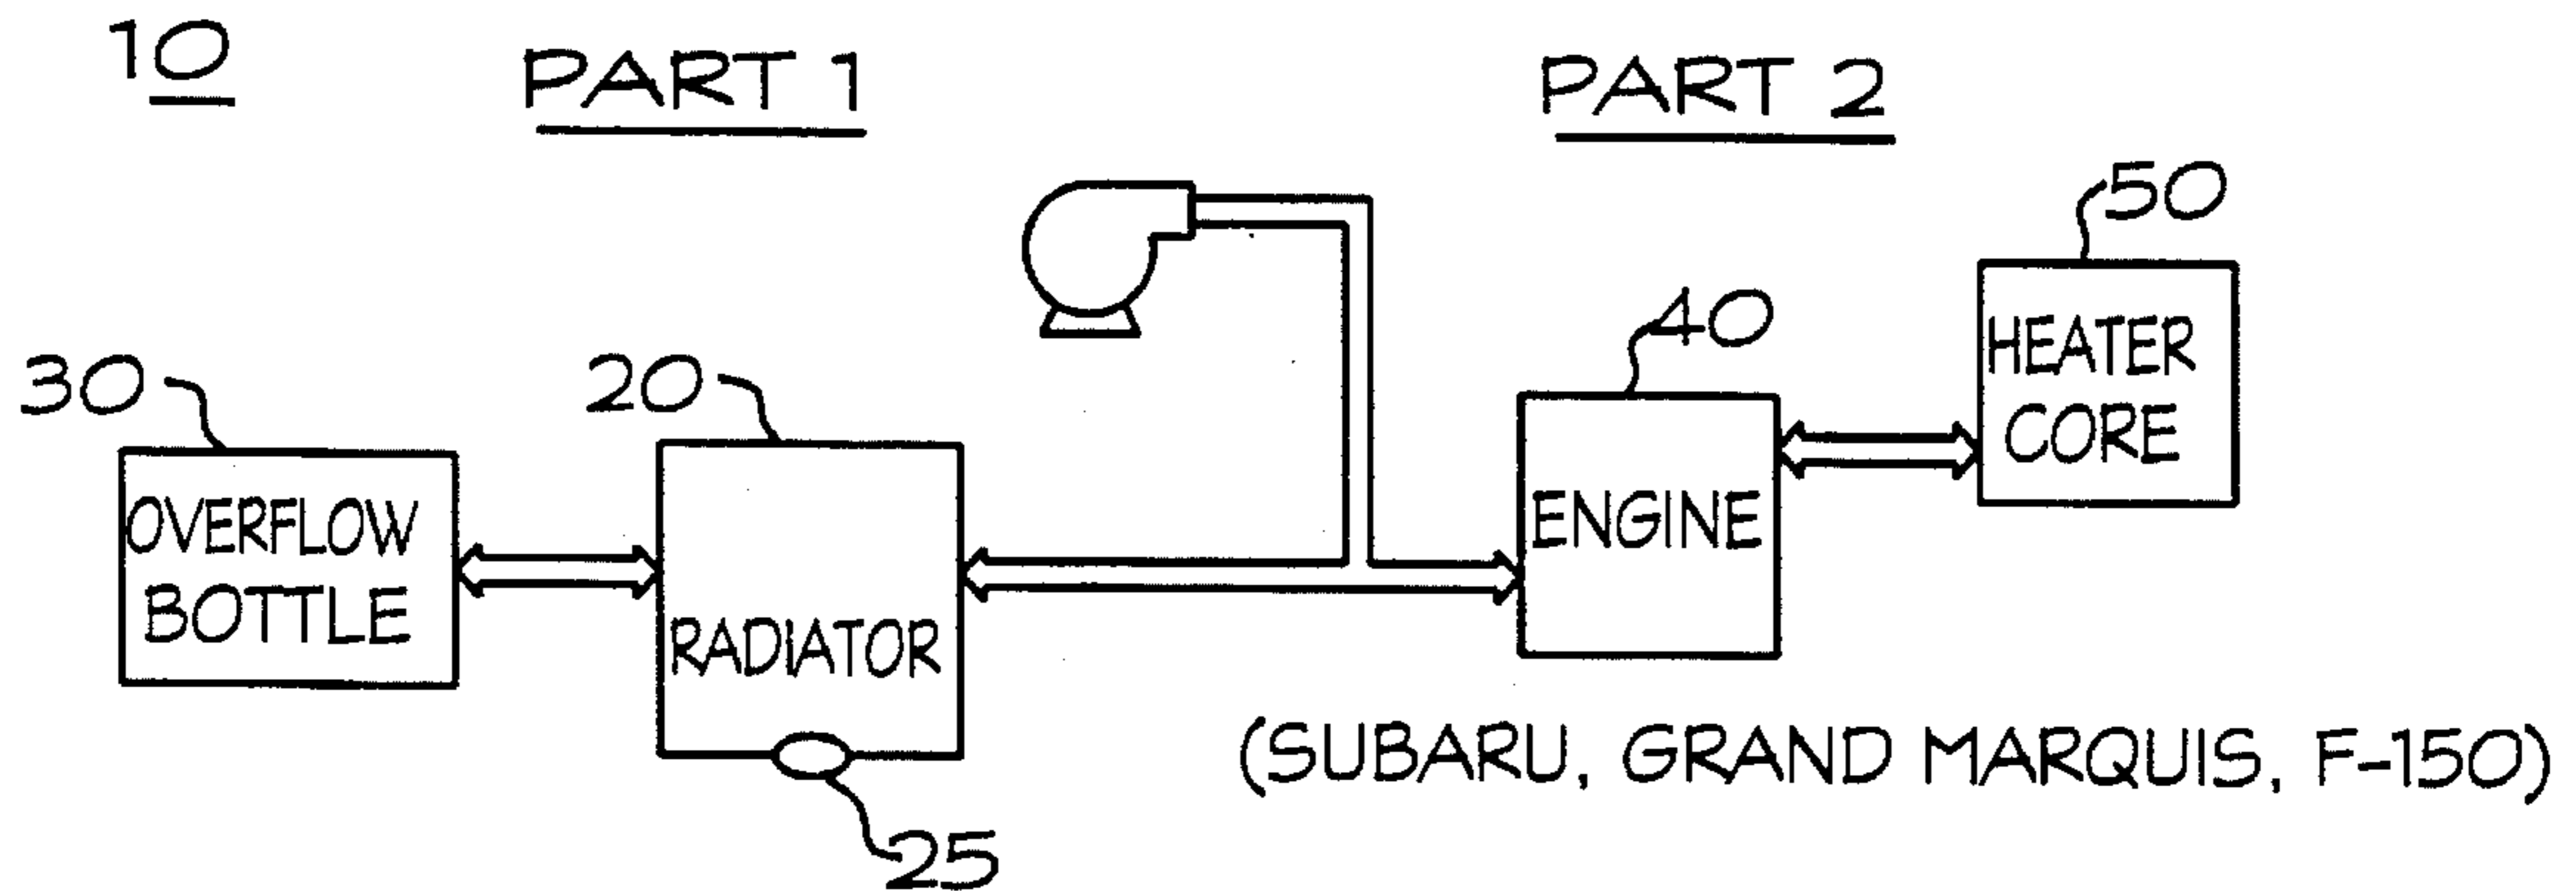 10
PART 1
PART 2
50
40
30
20
HEATER
CORE
OVERFLOW
BOTTLE
ENGINE
RADIATOR
(SUBARU, GRAND MARQUIS, F-150)
25